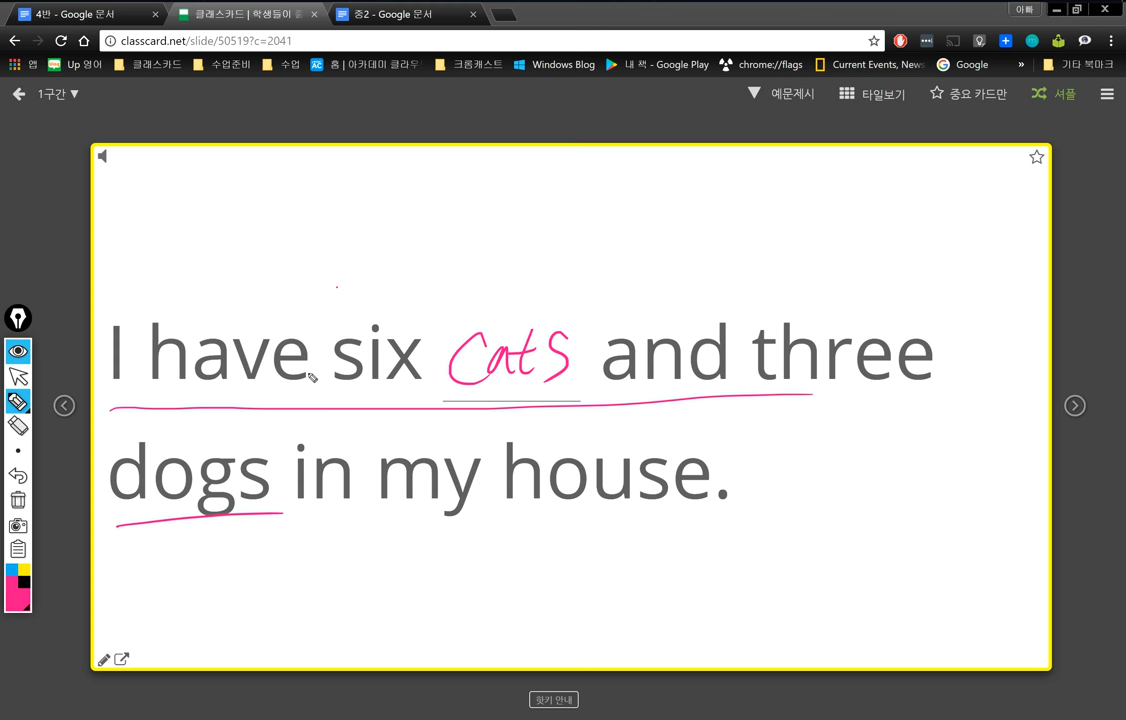 4반 - Google 문서
클래스카드 | 학생들이 즐
중2 - Google 문서
아빠
classcard.net/slide/50519?c=2041
앱 Up 영어 클래스카드 수업준비 수업 홈 | 아카데미 클라우 크롬캐스트 Windows Blog 내 책 - Google Play chrome://flags Current Events, News Google » 기타 북마크
1구간 ▼ ▼ 예문제시 타일보기 중요 카드만 셔플
I have six cats and three
dogs in my house.
핫키 안내